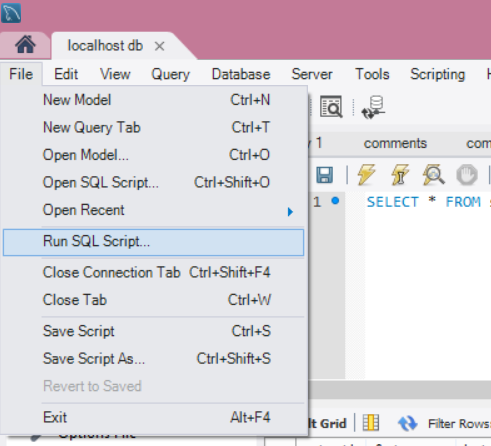 localhost db
File Edit View Query Database Server Tools Scripting
New Model Ctrl+N
New Query Tab Ctrl+T
Open Model... Ctrl+O
Open SQL Script... Ctrl+Shift+O
Open Recent
Run SQL Script...
Close Connection Tab Ctrl+Shift+F4
Close Tab Ctrl+W
Save Script Ctrl+S
Save Script As... Ctrl+Shift+S
Revert to Saved
Exit Alt+F4
1 comments com
1 SELECT * FROM
Options File
lt Grid Filter Rows: